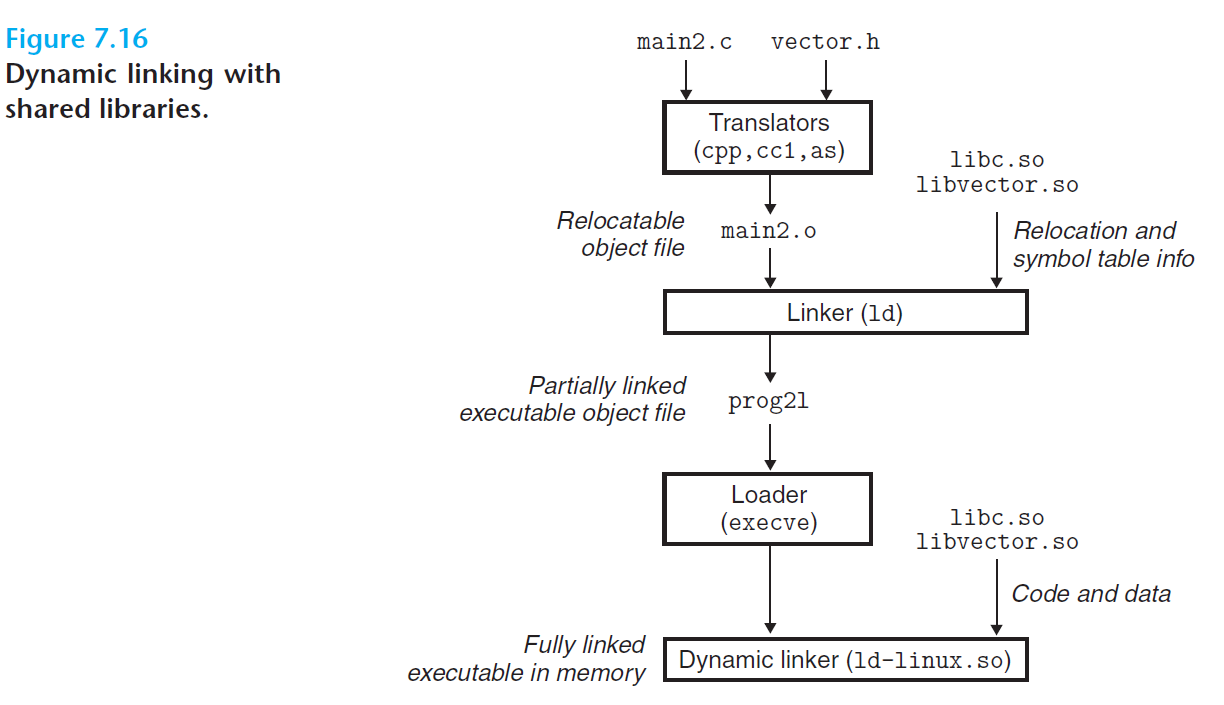 Figure 7.16
Dynamic linking with
shared libraries.
main2.c vector.h
Translators
(cpp,cc1,as)
libc.so
libvector.so
Relocatable
object file
main2.o
Relocation and
symbol table info
Linker (ld)
Partially linked
executable object file
prog2l
Loader
(execve)
libc.so
libvector.so
Code and data
Fully linked
executable in memory
Dynamic linker (ld-linux.so)